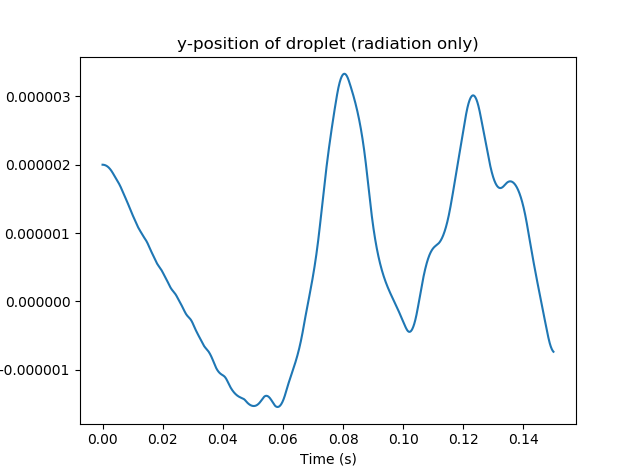 y-position of droplet (radiation only)
0.000003
0.000002
0.000001
0.000000
-0.000001
0.00 0.02 0.04 0.06 0.08 0.10 0.12 0.14
Time (s)